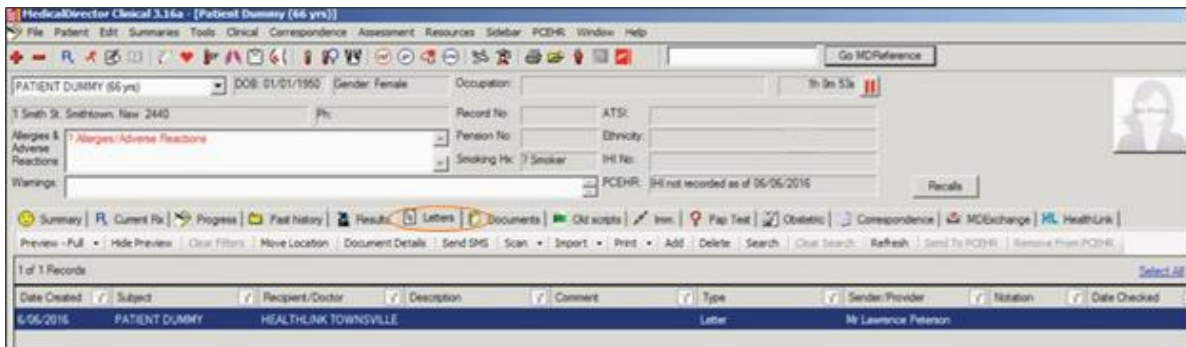 MedicalDirector Clinical 3.16a - [Patient Dummy (66 yrs)]
File Patient Edit Summaries Tools Clinical Correspondence Assessment Resources Sidebar PCEHR Window Help
Go MDReference
PATIENT DUMMY (66 yrs) DOB: 01/01/1950 Gender: Female Occupation: 1h 9m 53s
1 Smith St. Smithtown. Nsw 2440 Ph: Record No: ATSI:
Allergies & Adverse Reactions ? Allergies/Adverse Reactions Pension No: Ethnicity:
Smoking Hx: ? Smoker IHI No:
Warnings: PCEHR: IHI not recorded as of 06/06/2016 Recalls
Summary Current Rx Progress Past history Results Letters Documents Old scripts Imm. Pap Test Obstetric Correspondence MDExchange HealthLink
Preview - Full Hide Preview Clear Filters Move Location Document Details Send SMS Scan Import Print Add Delete Search Clear Search Refresh Send To PCEHR Remove From PCEHR
1 of 1 Records Select All
Date Created Subject Recipient/Doctor Description Comment Type Sender/Provider Notation Date Checked
6/06/2016 PATIENT DUMMY HEALTHLINK TOWNSVILLE Letter Mr Lawrence Peterson